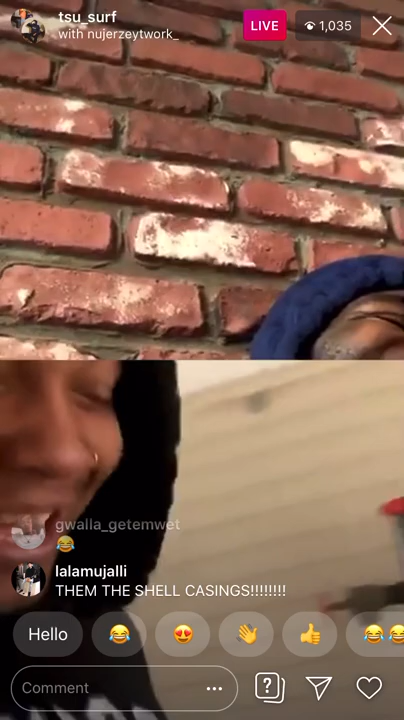 tsu_surf
with nujerzeytwork_
LIVE
1,035
gwalla_getemwet
😂
lalamujalli
THEM THE SHELL CASINGS!!!!!!!!
Hello
😂
😍
👋
👍
😂😂
Comment